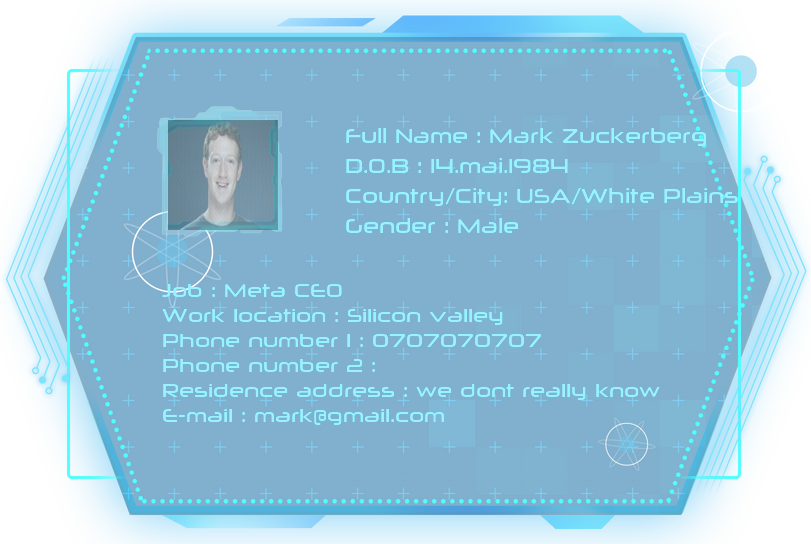 Full Name : Mark Zuckerberg
D.O.B : 14.mai.1984
Country/City: USA/White Plains
Gender : Male
Job : Meta CEO
Work location : Silicon valley
Phone number 1 : 0707070707
Phone number 2 :
Residence address : we dont really know
E-mail : mark@gmail.com